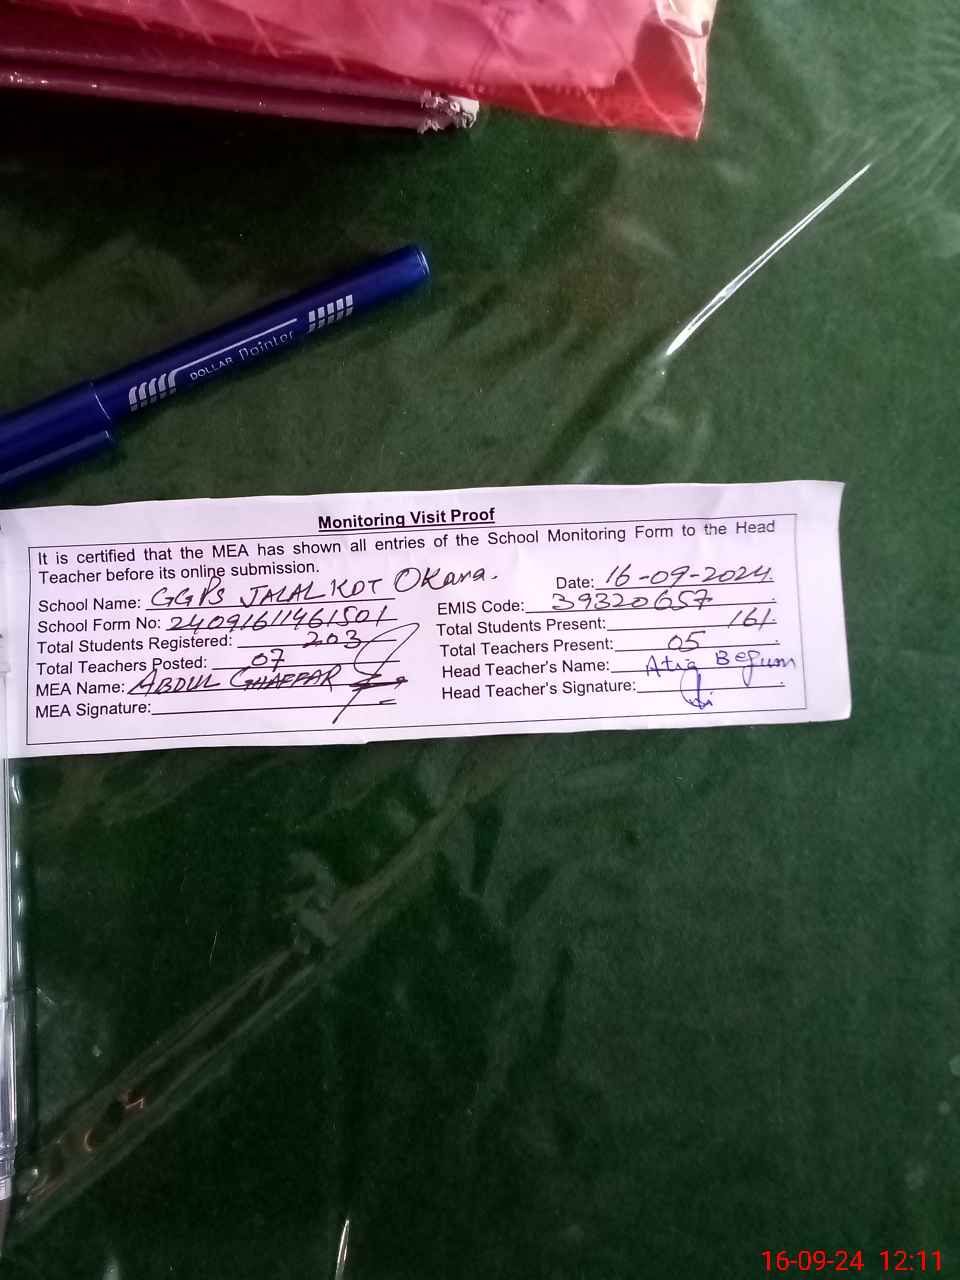 DOLLAR Pointer
Monitoring Visit Proof
It is certified that the MEA has shown all entries of the School Monitoring Form to the Head
Teacher before its online submission.
School Name: GGPS JALAL KOT OKara.
Date: 16-09-2024
School Form No: 24091611461501
EMIS Code: 39320657
Total Students Registered: 203
Total Students Present: 161
Total Teachers Posted: 07
Total Teachers Present: 05
MEA Name: ABDUL GHAFFAR
Head Teacher's Name: Atia Begum
MEA Signature:
Head Teacher's Signature:
16-09-24 12:11